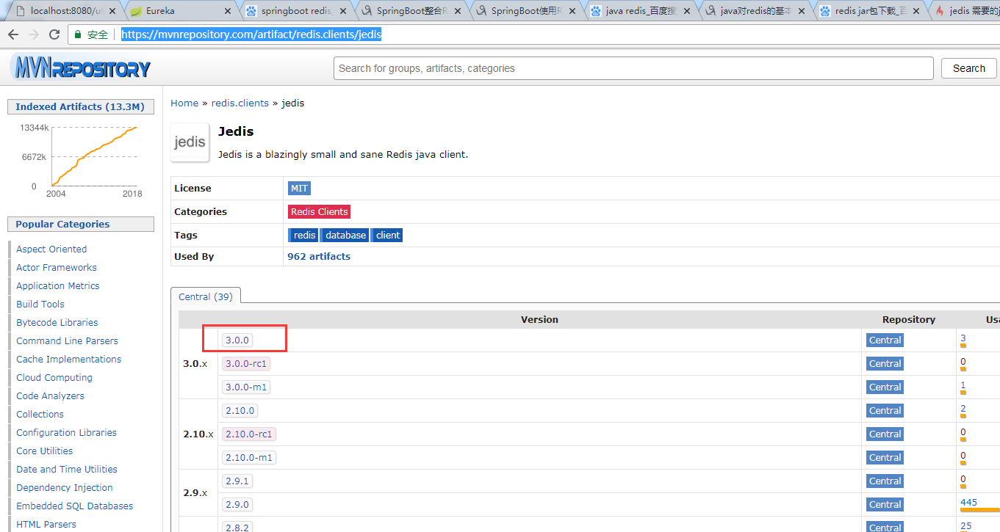 localhost:8080/u
Eureka
springboot redis_
SpringBoot整合R
SpringBoot使用R
java redis_百度搜
java对redis的基本
redis jar包下载_百
jedis 需要的j
安全
https://mvnrepository.com/artifact/redis.clients/jedis
MVNREPOSITORY
Search for groups, artifacts, categories
Search
Indexed Artifacts (13.3M)
13344k
6672k
0
2004
2018
Popular Categories
Aspect Oriented
Actor Frameworks
Application Metrics
Build Tools
Bytecode Libraries
Command Line Parsers
Cache Implementations
Cloud Computing
Code Analyzers
Collections
Configuration Libraries
Core Utilities
Date and Time Utilities
Dependency Injection
Embedded SQL Databases
HTML Parsers
Home » redis.clients » jedis
jedis
Jedis
Jedis is a blazingly small and sane Redis java client.
License MIT
Categories Redis Clients
Tags redis database client
Used By 962 artifacts
Central (39)
Version Repository Usa
3.0.x
3.0.0 Central 3
3.0.0-rc1 Central 0
3.0.0-m1 Central 1
2.10.x
2.10.0 Central 2
2.10.0-rc1 Central 0
2.10.0-m1 Central 0
2.9.x
2.9.1 Central 0
2.9.0 Central 445
2.8.2 Central 25